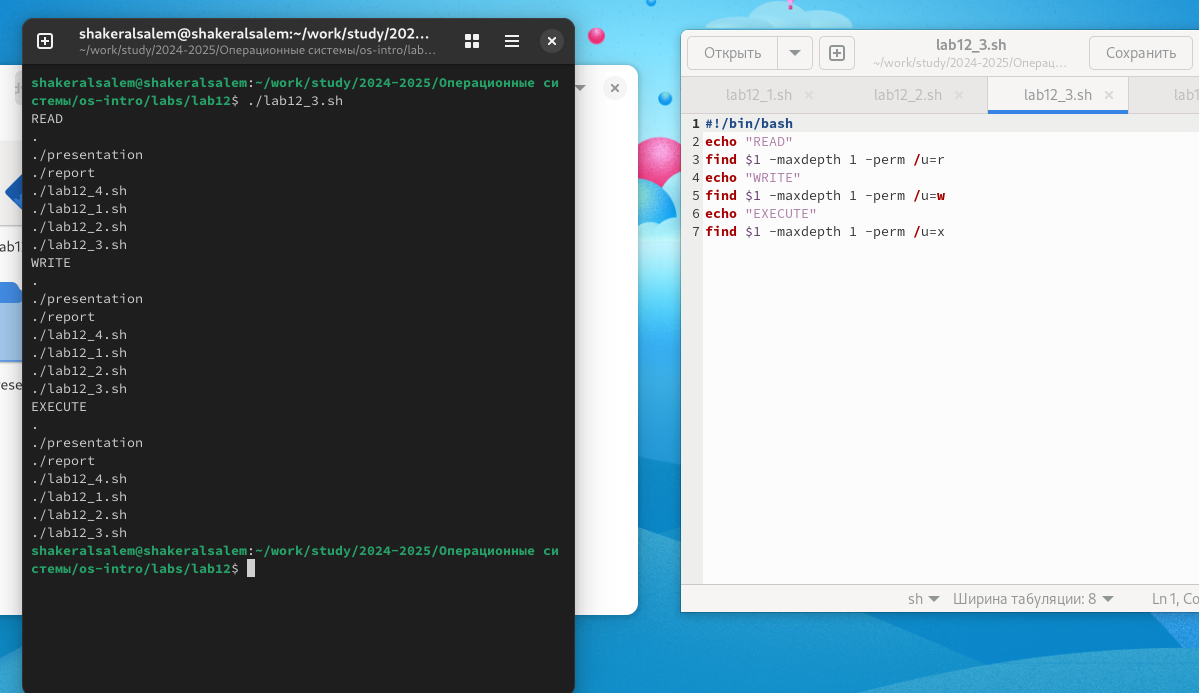 shakeralsalem@shakeralsalem:~/work/study/202...
~/work/study/2024-2025/Операционные системы/os-intro/lab...
shakeralsalem@shakeralsalem:~/work/study/2024-2025/Операционные си
стемы/os-intro/labs/lab12$ ./lab12_3.sh
READ
.
./presentation
./report
./lab12_4.sh
./lab12_1.sh
./lab12_2.sh
./lab12_3.sh
WRITE
.
./presentation
./report
./lab12_4.sh
./lab12_1.sh
./lab12_2.sh
./lab12_3.sh
EXECUTE
.
./presentation
./report
./lab12_4.sh
./lab12_1.sh
./lab12_2.sh
./lab12_3.sh
shakeralsalem@shakeralsalem:~/work/study/2024-2025/Операционные си
стемы/os-intro/labs/lab12$
Открыть
lab12_3.sh
~/work/study/2024-2025/Операц...
Сохранить
lab12_1.sh
lab12_2.sh
lab12_3.sh
lab1
1 #!/bin/bash
2 echo "READ"
3 find $1 -maxdepth 1 -perm /u=r
4 echo "WRITE"
5 find $1 -maxdepth 1 -perm /u=w
6 echo "EXECUTE"
7 find $1 -maxdepth 1 -perm /u=x
sh
Ширина табуляции: 8
Ln 1, Co